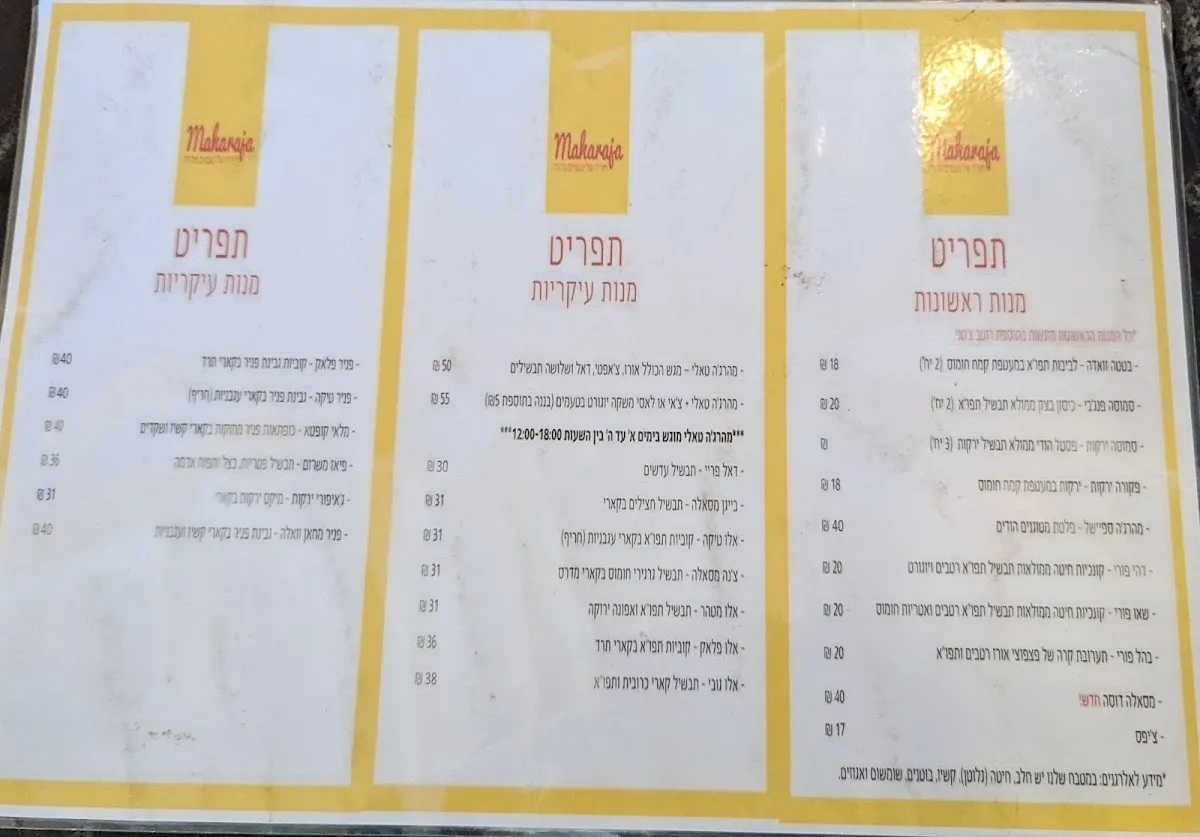 Maharaja
תפריט
מנות ראשונות
*כל המנות הראשונות מוגשות בתוספת רוטב צ'טני
- בטטה וואדה - לביבות תפו"א במעטפת קמח חומוס (2 יח') 18 ₪
- סמוסה פנג'בי - כיסון בצק ממולא תבשיל תפו"א (2 יח') 20 ₪
- סמוסה ירקות - פסטל הודי ממולא תבשיל ירקות (3 יח') ₪
- פקורה ירקות - ירקות במעטפת קמח חומוס 18 ₪
- מהרג'ה ספיישל - פלטת מטוגנים הודים 40 ₪
- דהי פורי - קונכיות חיטה ממולאות תבשיל תפו"א רטבים ויוגורט 20 ₪
- שאו פורי - קונכיות חיטה ממולאות תבשיל תפו"א רטבים ואטריות חומוס 20 ₪
- בהל פורי - תערובת קרה של פצפוצי אורז רטבים ותפו"א 20 ₪
- מסאלה דוסה חדש! 40 ₪
- צ'יפס 17 ₪
*מידע לאלרגנים: במטבח שלנו יש חלב, חיטה (גלוטן), קשיו, בוטנים, שומשום ואגוזים.
Maharaja
תפריט
מנות עיקריות
- מהרג'ה טאלי – מגש הכולל אורז, צ'אפטי, דאל ושלושה תבשילים 50 ₪
- מהרג'ה טאלי + צ'אי או לאסי משקה יוגורט בטעמים (בננה בתוספת 5₪) 55 ₪
***מהרג'ה טאלי מוגש בימים א' עד ה' בין השעות 12:00-18:00***
- דאל פריי - תבשיל עדשים 30 ₪
- בייגן מסאלה - תבשיל חצילים בקארי 31 ₪
- אלו טיקה - קוביות תפו"א בקארי עגבניות (חריף) 31 ₪
- צ'נה מסאלה - תבשיל גרגירי חומוס בקארי מדרס 31 ₪
- אלו מטהר - תבשיל תפו"א ואפונה ירוקה 31 ₪
- אלו פלאק - קוביות תפו"א בקארי תרד 36 ₪
- אלו גובי - תבשיל קארי כרובית ותפו"א 38 ₪
Maharaja
תפריט
מנות עיקריות
- פניר פלאק - קוביות גבינת פניר בקארי תרד 40 ₪
- פניר טיקה - גבינת פניר בקארי עגבניות (חריף) 40 ₪
- מלאי קופטא - כופתאות פניר מתוקות בקארי קשיו ושקדים 40 ₪
- פיאז משרום - תבשיל פטריות, בצל ותפוח אדמה 36 ₪
- ג'איפורי ירקות - מיקס ירקות בקארי 31 ₪
- פניר מחאן וואלה - גבינת פניר בקארי קשיו ועגבניות 40 ₪